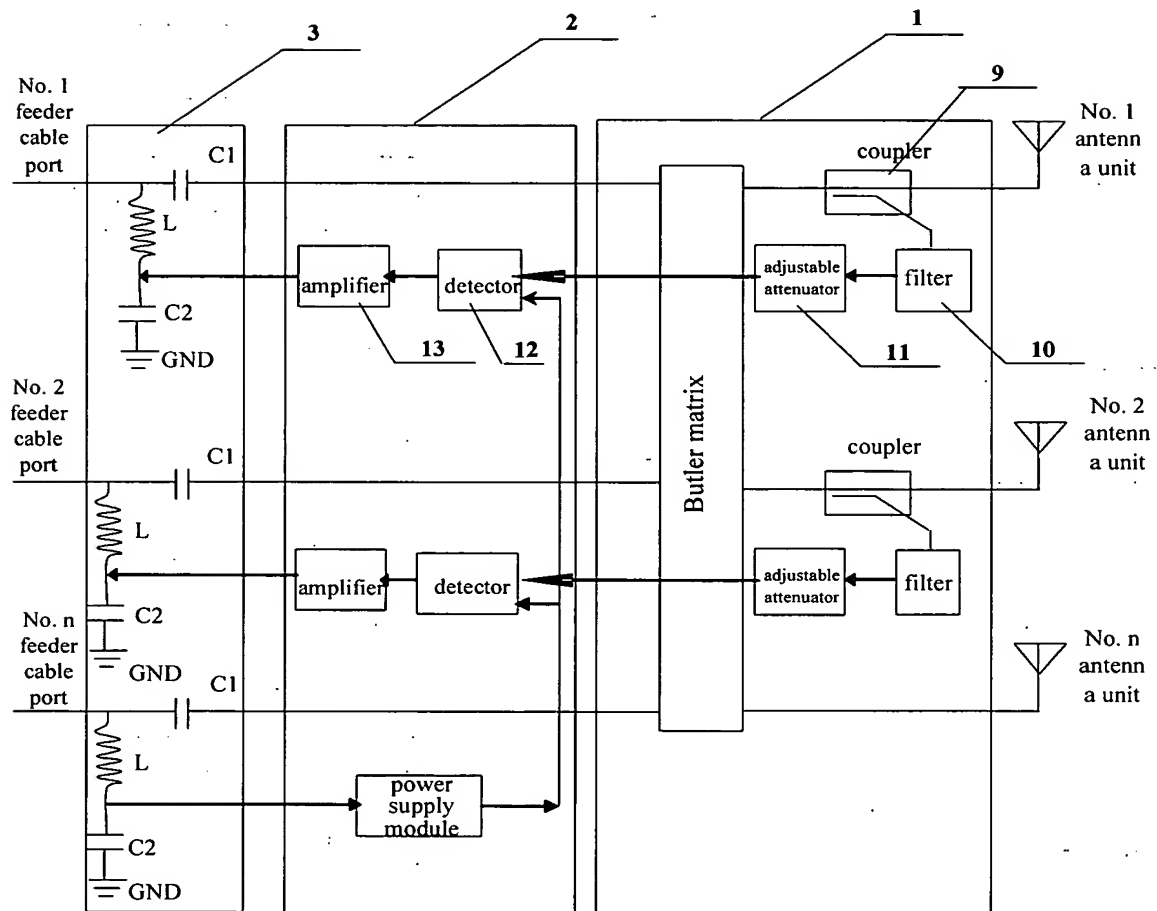 3
2
1
9
No. 1
feeder
cable
port
C1
L
C2
GND
amplifier
13
detector
12
coupler
adjustable
attenuator
11
filter
10
No. 1
antenn
a unit
Butler matrix
No. 2
feeder
cable
port
C1
L
C2
GND
amplifier
detector
coupler
adjustable
attenuator
filter
No. 2
antenn
a unit
No. n
feeder
cable
port
C1
L
C2
GND
power
supply
module
No. n
antenn
a unit